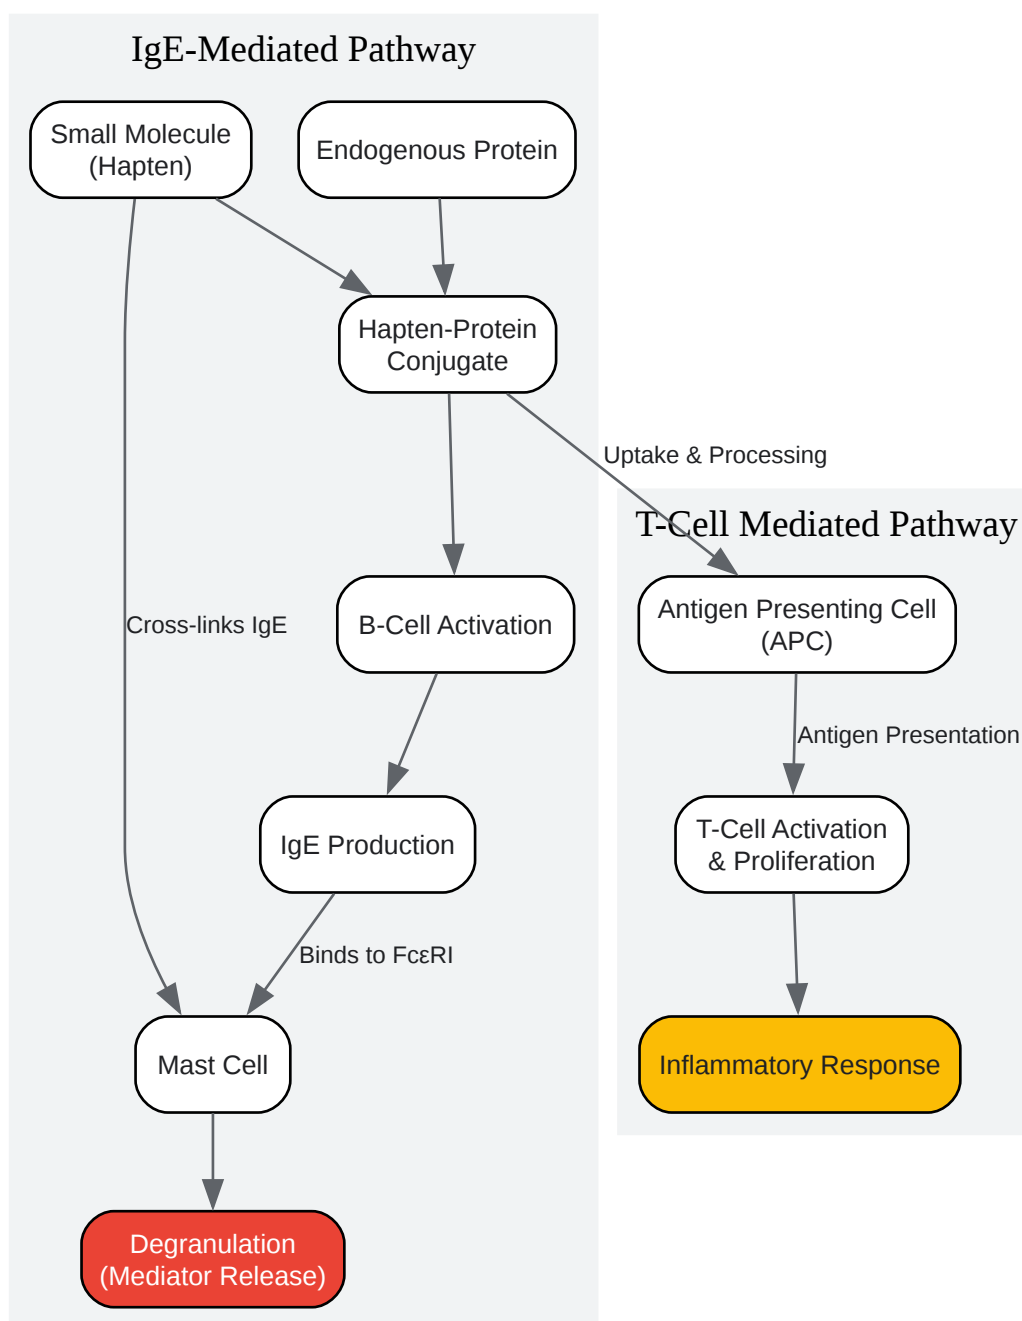 IgE-Mediated Pathway
Small Molecule
(Hapten)
Endogenous Protein
Hapten-Protein
Conjugate
Uptake & Processing
T-Cell Mediated Pathway
Cross-links IgE
B-Cell Activation
Antigen Presenting Cell
(APC)
Antigen Presentation
IgE Production
T-Cell Activation
& Proliferation
Binds to FcεRI
Mast Cell
Inflammatory Response
Degranulation
(Mediator Release)